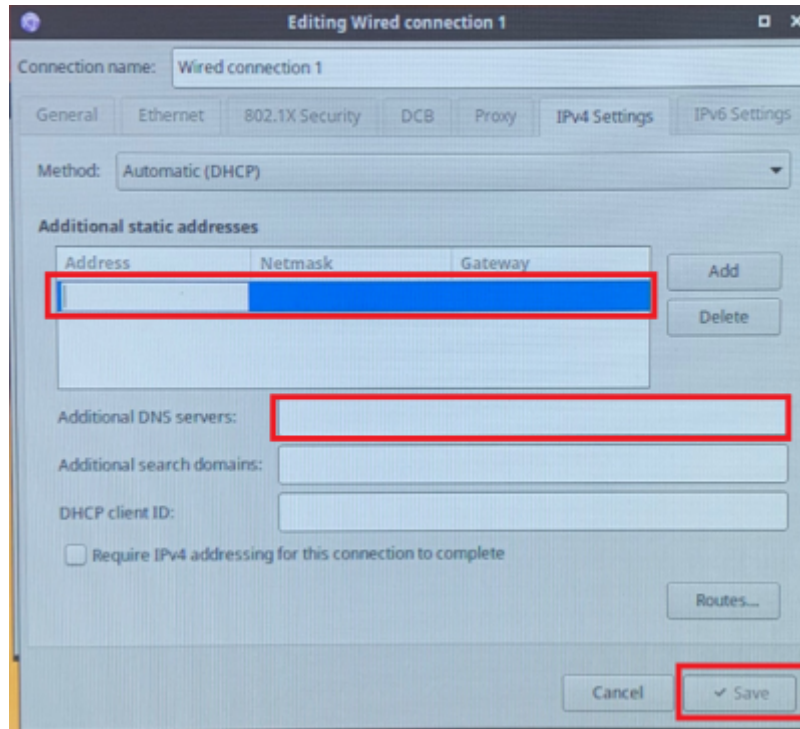 Editing Wired connection 1
Connection name: Wired connection 1
General Ethernet 802.1X Security DCB Proxy IPv4 Settings IPv6 Settings
Method: Automatic (DHCP)
Additional static addresses
Address Netmask Gateway
Add
Delete
Additional DNS servers:
Additional search domains:
DHCP client ID:
Require IPv4 addressing for this connection to complete
Routes...
Cancel ✓ Save